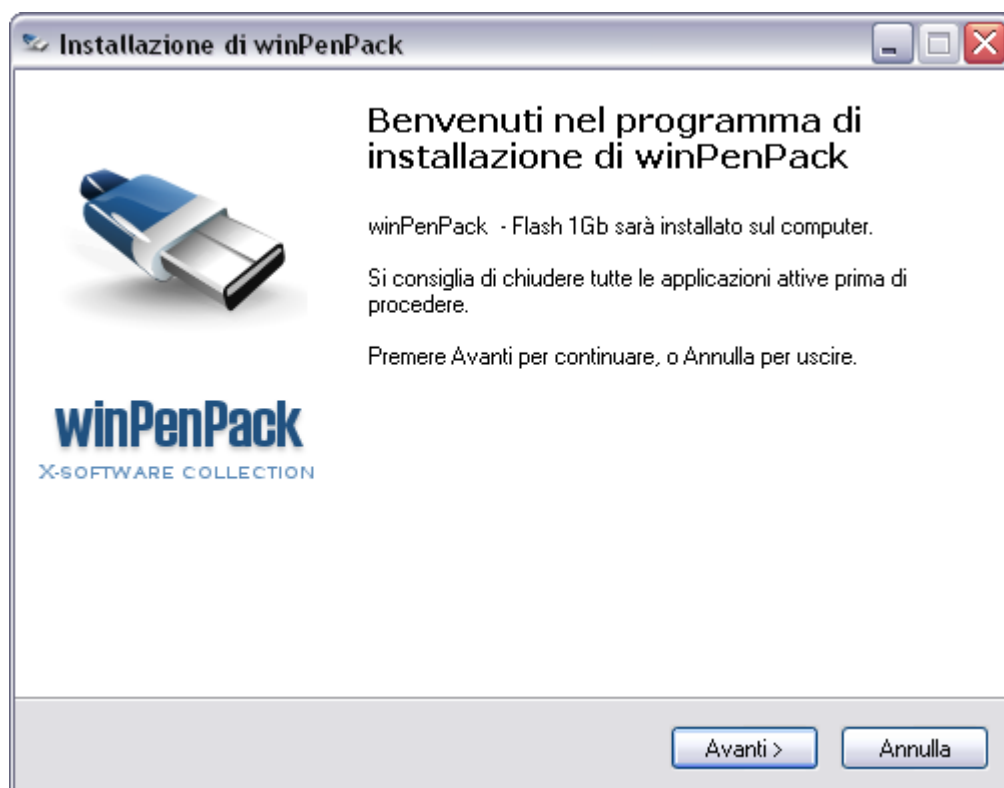 Installazione di winPenPack
Benvenuti nel programma di
installazione di winPenPack
winPenPack - Flash 1Gb sarà installato sul computer.
Si consiglia di chiudere tutte le applicazioni attive prima di
procedere.
Premere Avanti per continuare, o Annulla per uscire.
winPenPack
X-SOFTWARE COLLECTION
Avanti >
Annulla